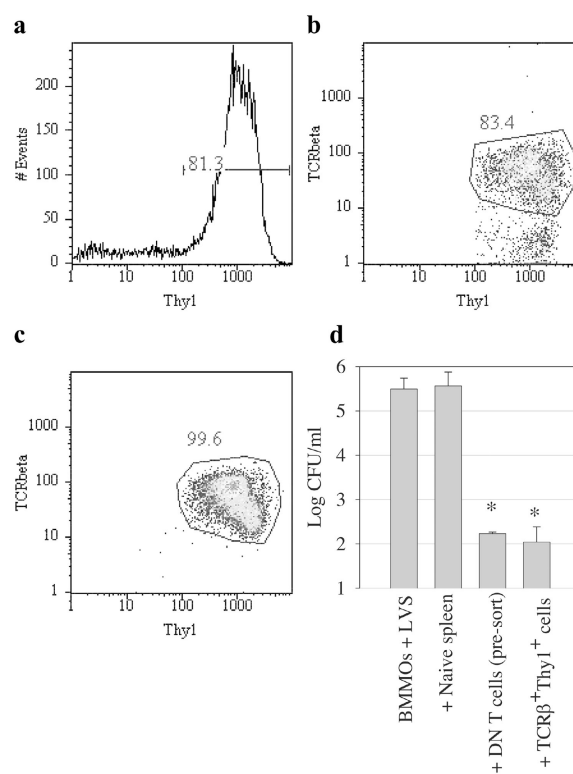 a
200
150
100
50
0
# Events
81.3
1
10
100
1000
Thy1
b
1000
100
10
1
TCRbeta
83.4
1
10
100
1000
Thy1
c
1000
100
10
1
TCRbeta
99.6
1
10
100
1000
Thy1
d
6
5
4
3
2
1
Log CFU/ml
*
*
BMMOs + LVS
+ Naive spleen
+ DN T cells (pre-sort)
+ TCRβ+Thy1+ cells